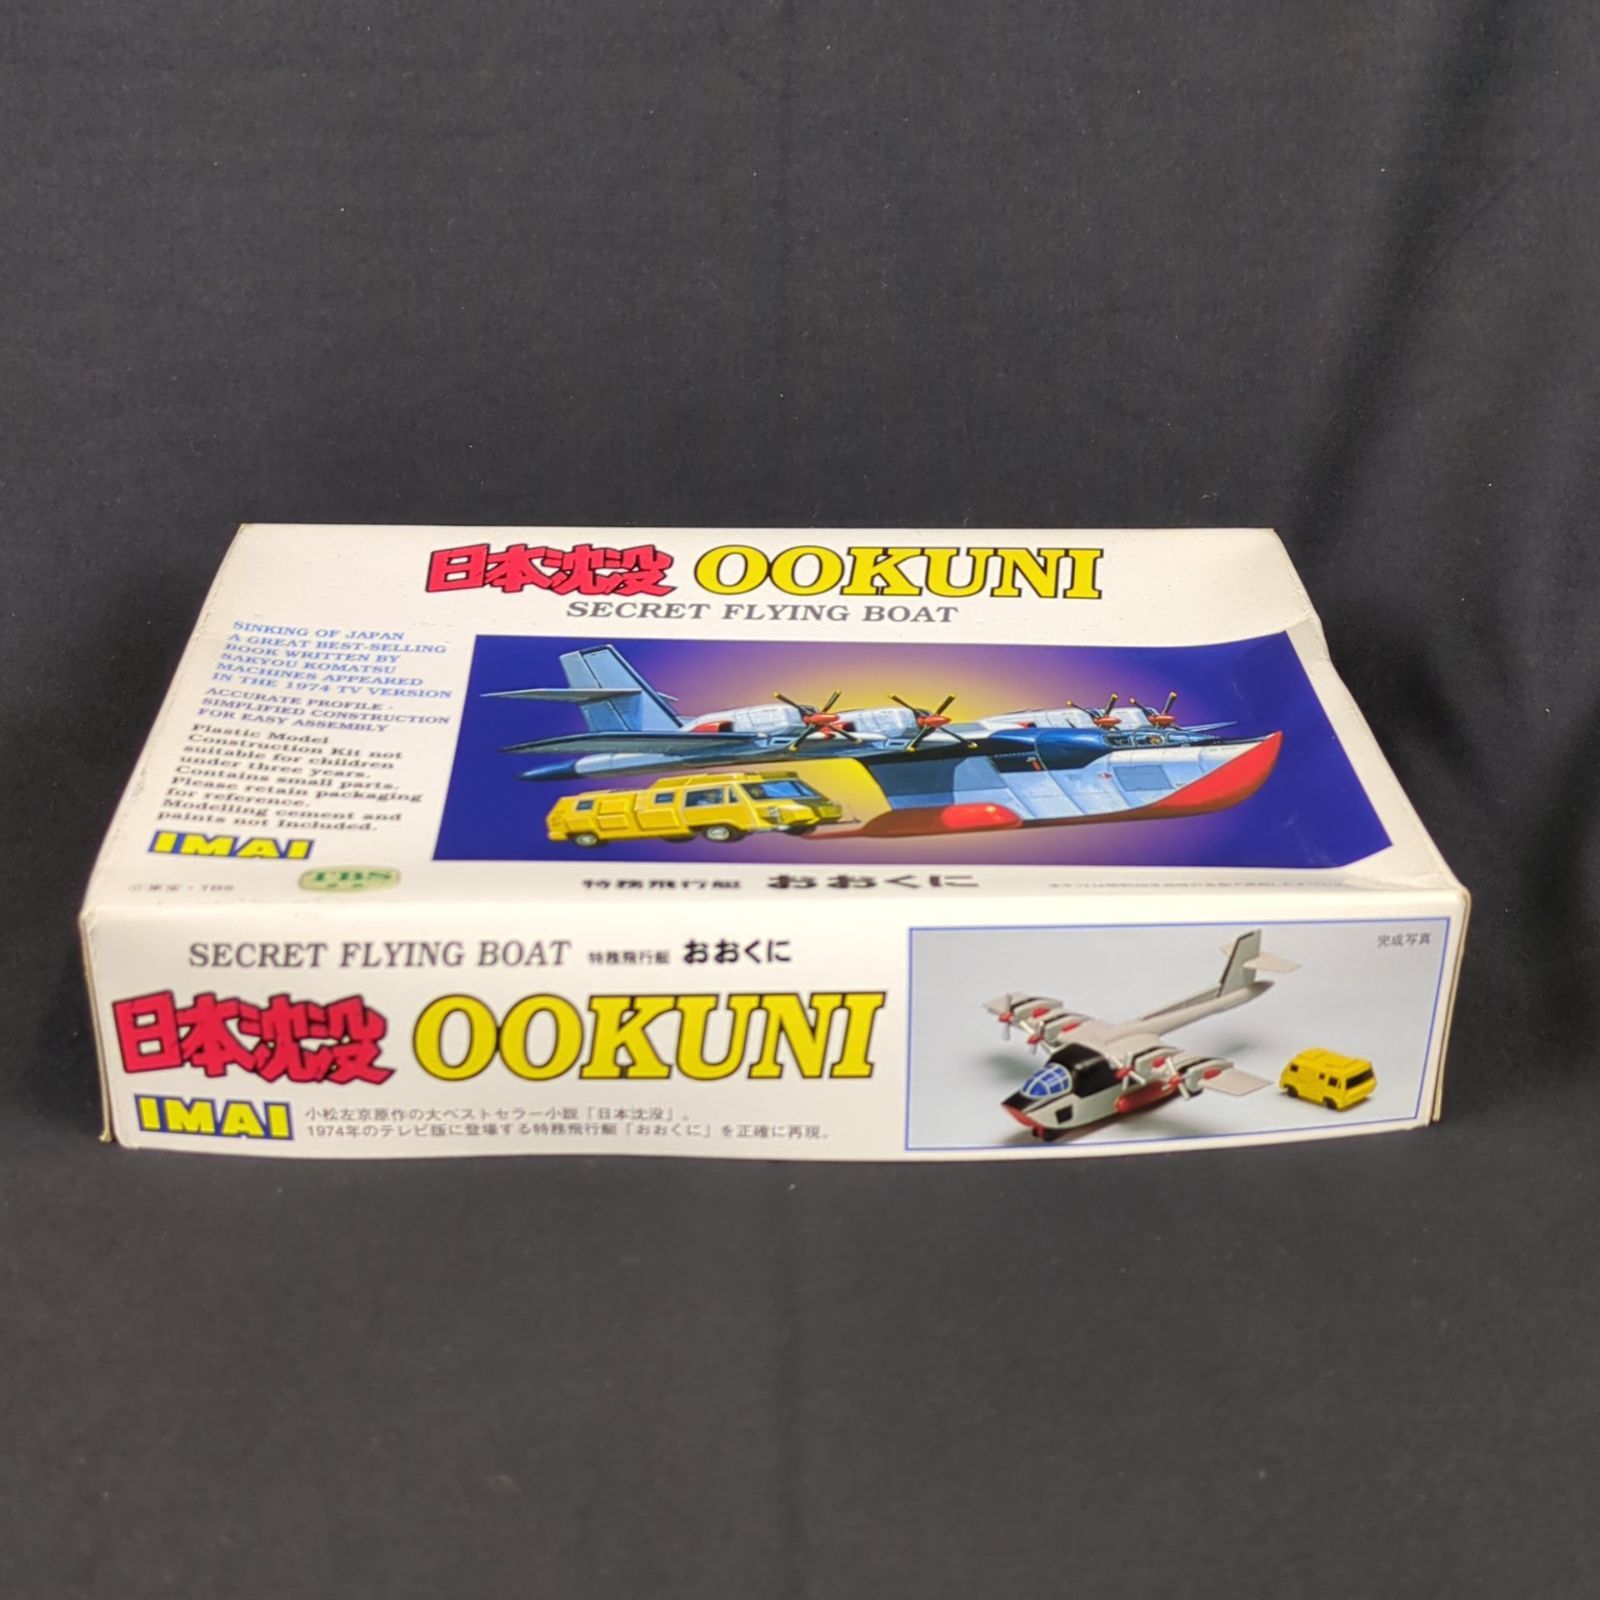 日本沈没 OOKUNI
SECRET FLYING BOAT
SINKING OF JAPAN
A GREAT BEST-SELLING
BOOK WRITTEN BY
SAKYOU KOMATSU
MACHINES APPEARED
IN THE 1974 TV VERSION
ACCURATE PROFILE・
SIMPLIFIED CONSTRUCTION
FOR EASY ASSEMBLY
Plastic Model
Construction Kit not
suitable for children
under three years.
Contains small parts.
Please retain packaging
for reference.
Modelling cement and
paints not Included.
IMAI
©東宝・TBS
TBS
特務飛行艇 おおくに
SECRET FLYING BOAT 特務飛行艇 おおくに
日本沈没 OOKUNI
IMAI
小松左京原作の大ベストセラー小説「日本沈没」。
1974年のテレビ版に登場する特務飛行艇「おおくに」を正確に再現。
完成写真